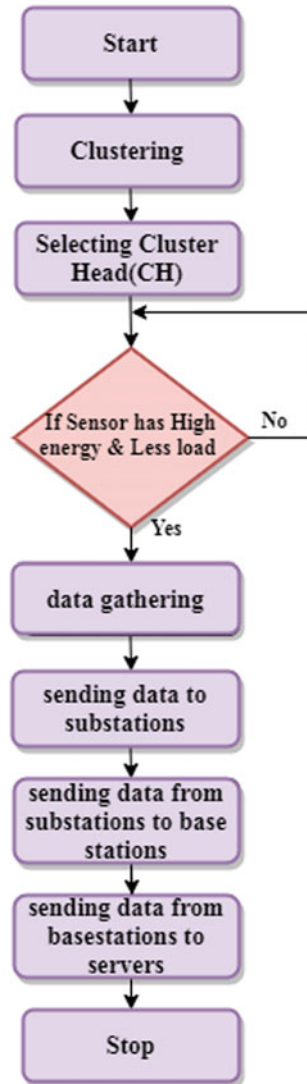 Start
Clustering
Selecting Cluster
Head(CH)
If Sensor has High
energy & Less load
No
Yes
data gathering
sending data to
substations
sending data from
substations to base
stations
sending data from
basestations to
servers
Stop